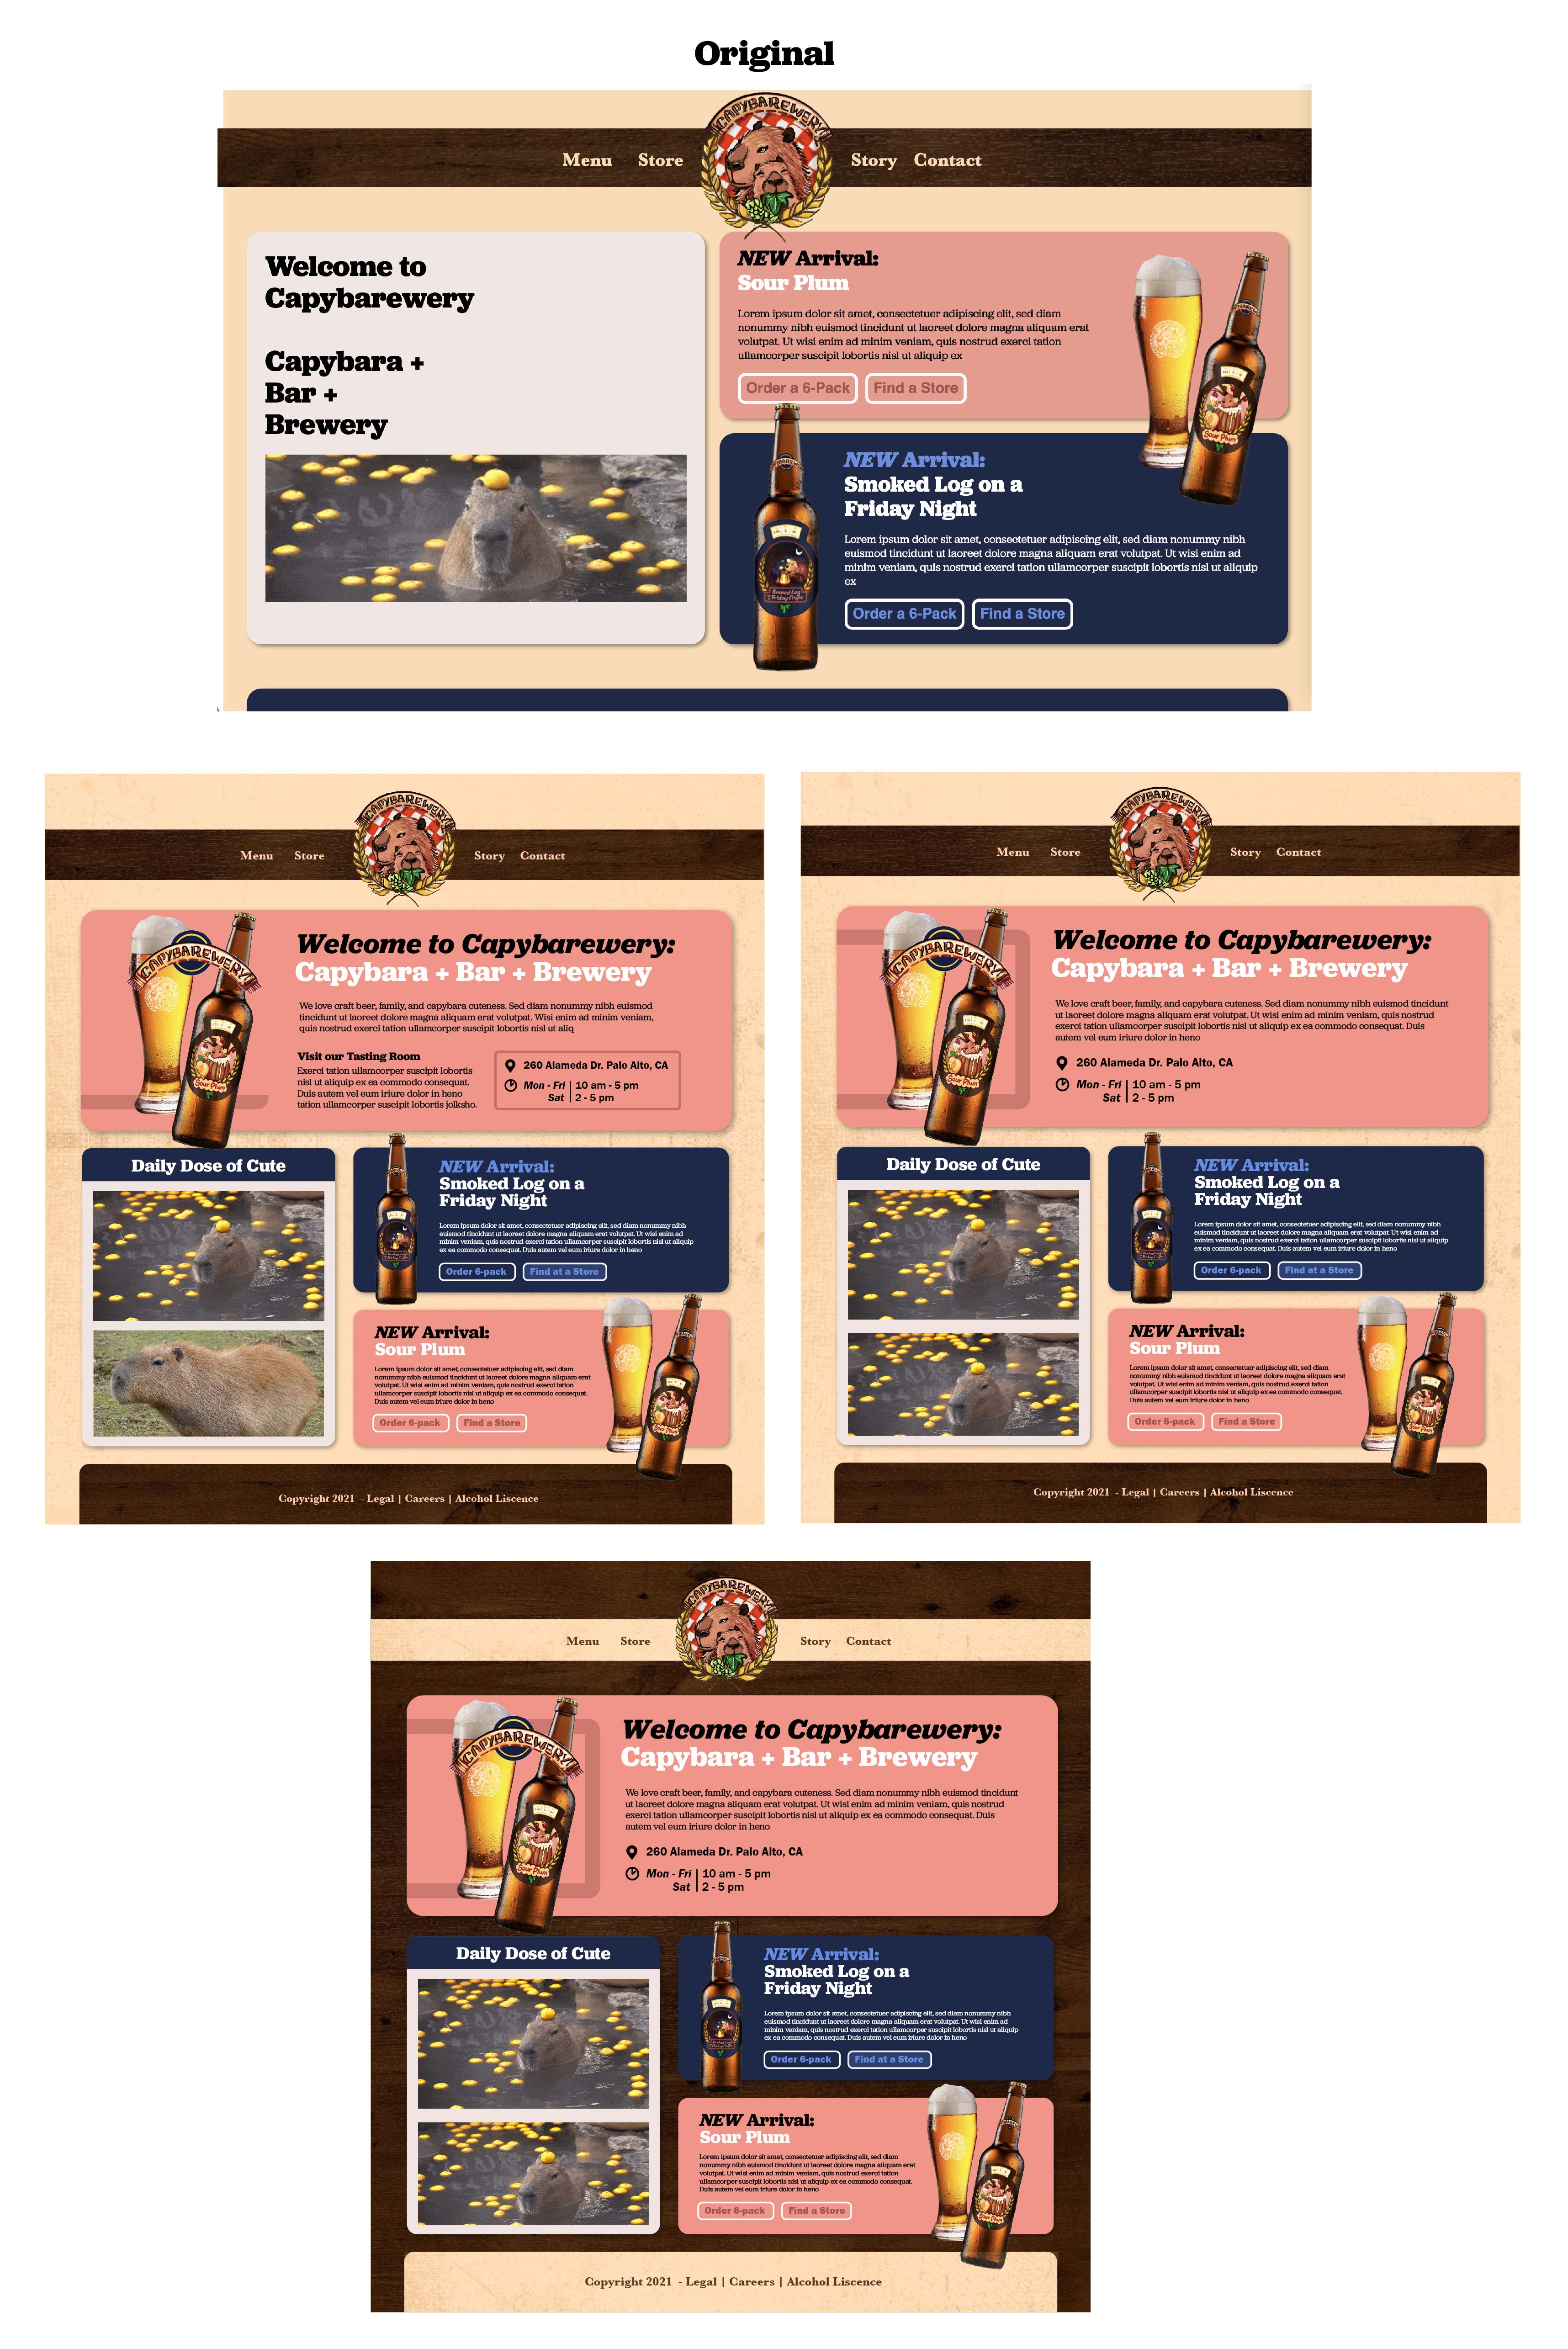 Original
CAPYBAREWERY!
Menu Store Story Contact
Welcome to
Capybarewery
Capybara +
Bar +
Brewery
NEW Arrival:
Sour Plum
Lorem ipsum dolor sit amet, consectetuer adipiscing elit, sed diam
nonummy nibh euismod tincidunt ut laoreet dolore magna aliquam erat
volutpat. Ut wisi enim ad minim veniam, quis nostrud exerci tation
ullamcorper suscipit lobortis nisl ut aliquip ex
Order a 6-Pack Find a Store
Sour Plum
NEW Arrival:
Smoked Log on a
Friday Night
Lorem ipsum dolor sit amet, consectetuer adipiscing elit, sed diam nonummy nibh
euismod tincidunt ut laoreet dolore magna aliquam erat volutpat. Ut wisi enim ad
minim veniam, quis nostrud exerci tation ullamcorper suscipit lobortis nisl ut aliquip
ex
Order a 6-Pack Find a Store
Smoked Log
Friday Night
CAPYBAREWERY!
Menu Store Story Contact
CAPYBAREWERY!
Sour Plum
Welcome to Capybarewery:
Capybara + Bar + Brewery
We love craft beer, family, and capybara cuteness. Sed diam nonummy nibh euismod
tincidunt ut laoreet dolore magna aliquam erat volutpat. Wisi enim ad minim veniam,
quis nostrud exerci tation ullamcorper suscipit lobortis nisl ut aliq
Visit our Tasting Room
Exerci tation ullamcorper suscipit lobortis
nisl ut aliquip ex ea commodo consequat.
Duis autem vel eum iriure dolor in heno
tation ullamcorper suscipit lobortis jolksho.
260 Alameda Dr. Palo Alto, CA
Mon - Fri | 10 am - 5 pm
Sat | 2 - 5 pm
Daily Dose of Cute
NEW Arrival:
Smoked Log on a
Friday Night
Lorem ipsum dolor sit amet, consectetuer adipiscing elit, sed diam nonummy nibh
euismod tincidunt ut laoreet dolore magna aliquam erat volutpat. Ut wisi enim ad
minim veniam, quis nostrud exerci tation ullamcorper suscipit lobortis nisl ut aliquip
ex ea commodo consequat. Duis autem vel eum iriure dolor in heno
Order 6-pack Find at a Store
NEW Arrival:
Sour Plum
Lorem ipsum dolor sit amet, consectetuer adipiscing elit, sed diam
nonummy nibh euismod tincidunt ut laoreet dolore magna aliquam erat
volutpat. Ut wisi enim ad minim veniam, quis nostrud exerci tation
ullamcorper suscipit lobortis nisl ut aliquip ex ea commodo consequat.
Duis autem vel eum iriure dolor in heno
Order 6-pack Find a Store
Sour Plum
Copyright 2021 - Legal | Careers | Alcohol Liscence
CAPYBAREWERY!
Menu Store Story Contact
CAPYBAREWERY!
Sour Plum
Welcome to Capybarewery:
Capybara + Bar + Brewery
We love craft beer, family, and capybara cuteness. Sed diam nonummy nibh euismod
tincidunt ut laoreet dolore magna aliquam erat volutpat. Ut wisi enim ad minim veniam, quis nostrud
exerci tation ullamcorper suscipit lobortis nisl ut aliquip ex ea commodo consequat. Duis
autem vel eum iriure dolor in heno
260 Alameda Dr. Palo Alto, CA
Mon - Fri | 10 am - 5 pm
Sat | 2 - 5 pm
Daily Dose of Cute
NEW Arrival:
Smoked Log on a
Friday Night
Lorem ipsum dolor sit amet, consectetuer adipiscing elit, sed diam nonummy nibh
euismod tincidunt ut laoreet dolore magna aliquam erat volutpat. Ut wisi enim ad
minim veniam, quis nostrud exerci tation ullamcorper suscipit lobortis nisl ut aliquip
ex ea commodo consequat. Duis autem vel eum iriure dolor in heno
Order 6-pack Find at a Store
NEW Arrival:
Sour Plum
Lorem ipsum dolor sit amet, consectetuer adipiscing elit, sed diam
nonummy nibh euismod tincidunt ut laoreet dolore magna aliquam erat
volutpat. Ut wisi enim ad minim veniam, quis nostrud exerci tation
ullamcorper suscipit lobortis nisl ut aliquip ex ea commodo consequat.
Duis autem vel eum iriure dolor in heno
Order 6-pack Find a Store
Sour Plum
Copyright 2021 - Legal | Careers | Alcohol Liscence
CAPYBAREWERY!
Menu Store Story Contact
CAPYBAREWERY!
Sour Plum
Welcome to Capybarewery:
Capybara + Bar + Brewery
We love craft beer, family, and capybara cuteness. Sed diam nonummy nibh euismod tincidunt
ut laoreet dolore magna aliquam erat volutpat. Ut wisi enim ad minim veniam, quis nostrud
exerci tation ullamcorper suscipit lobortis nisl ut aliquip ex ea commodo consequat. Duis
autem vel eum iriure dolor in heno
260 Alameda Dr. Palo Alto, CA
Mon - Fri | 10 am - 5 pm
Sat | 2 - 5 pm
Daily Dose of Cute
NEW Arrival:
Smoked Log on a
Friday Night
Lorem ipsum dolor sit amet, consectetuer adipiscing elit, sed diam nonummy nibh
euismod tincidunt ut laoreet dolore magna aliquam erat volutpat. Ut wisi enim ad
minim veniam, quis nostrud exerci tation ullamcorper suscipit lobortis nisl ut aliquip
ex ea commodo consequat. Duis autem vel eum iriure dolor in heno
Order 6-pack Find at a Store
NEW Arrival:
Sour Plum
Lorem ipsum dolor sit amet, consectetuer adipiscing elit, sed diam
nonummy nibh euismod tincidunt ut laoreet dolore magna aliquam erat
volutpat. Ut wisi enim ad minim veniam, quis nostrud exerci tation
ullamcorper suscipit lobortis nisl ut aliquip ex ea commodo consequat.
Duis autem vel eum iriure dolor in heno
Order 6-pack Find a Store
Sour Plum
Copyright 2021 - Legal | Careers | Alcohol Liscence